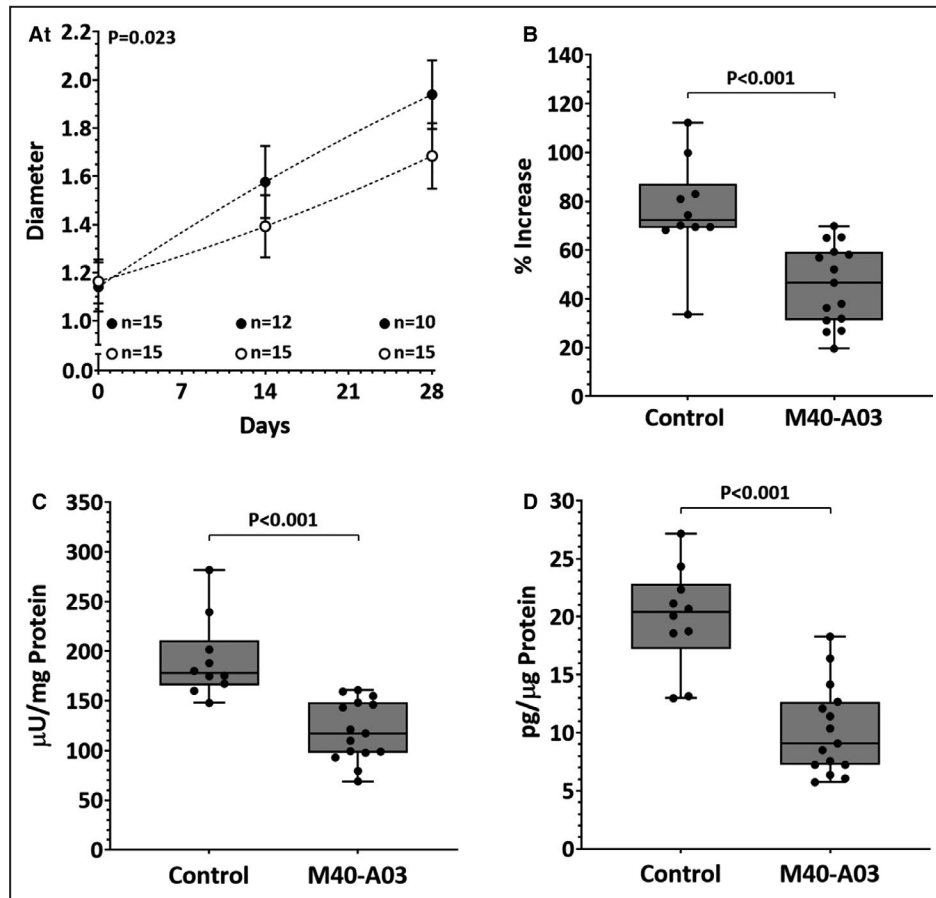 At
P=0.023
2.2
2.0
1.8
1.6
1.4
1.2
1.0
0.0
Diameter
n=15 n=12 n=10
n=15 n=15 n=15
0 7 14 21 28
Days
B
P<0.001
140
120
100
80
60
40
20
0
% Increase
Control M40-A03
C
P<0.001
350
300
250
200
150
100
50
0
µU/mg Protein
Control M40-A03
D
P<0.001
30
25
20
15
10
5
0
pg/µg Protein
Control M40-A03